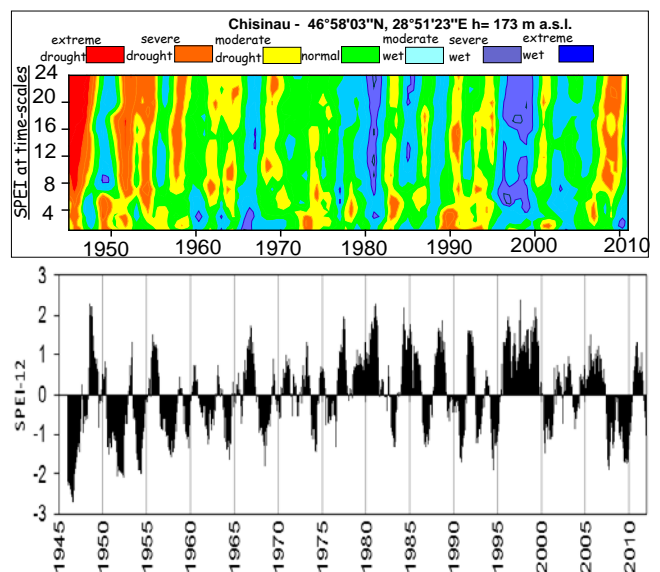 Chisinau - 46°58'03"N, 28°51'23"E h= 173 m a.s.l.
extreme drought severe drought moderate drought normal moderate wet severe wet extreme wet
SPEI at time-scales
24
20
16
12
8
4
1950 1960 1970 1980 1990 2000 2010
SPEI-12
3
2
1
0
-1
-2
-3
1945 1950 1955 1960 1965 1970 1975 1980 1985 1990 1995 2000 2005 2010